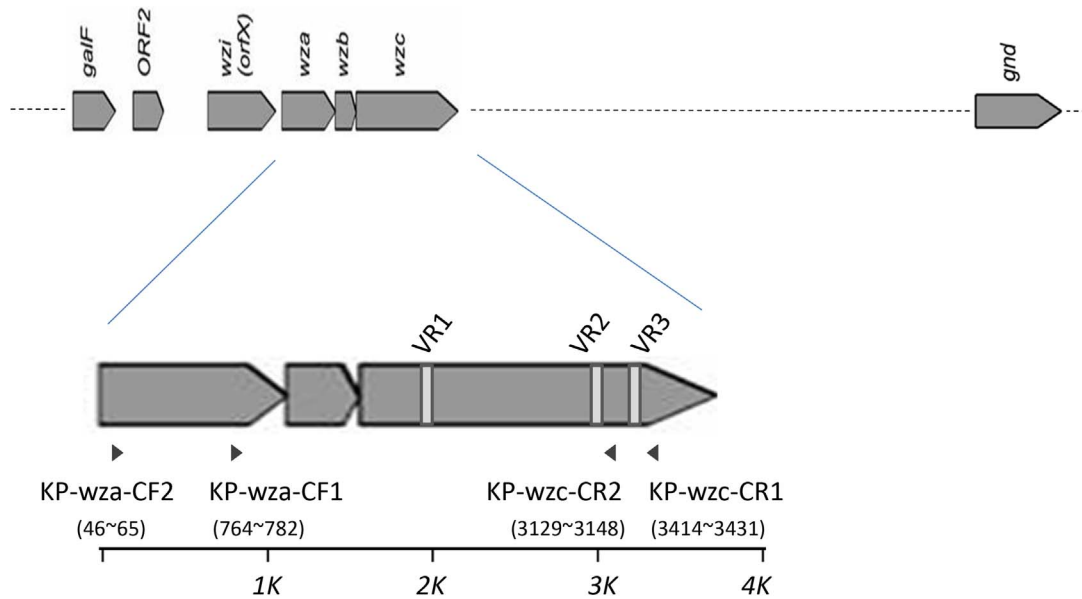 galF
ORF2
wzi
(orfX)
wza
wzb
wzc
gnd
VR1
VR2
VR3
KP-wza-CF2
KP-wza-CF1
KP-wzc-CR2
KP-wzc-CR1
(46~65)
(764~782)
(3129~3148)
(3414~3431)
1K
2K
3K
4K